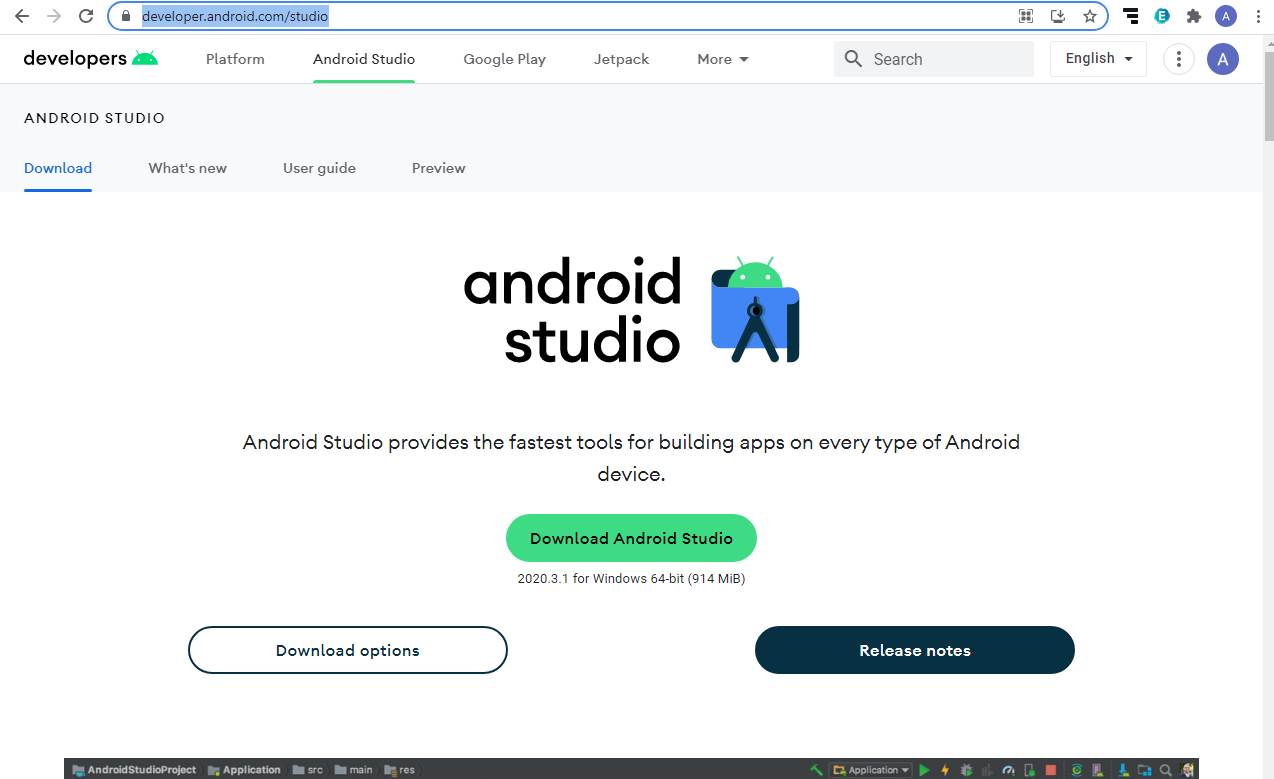 developer.android.com/studio
E
A
developers
Platform
Android Studio
Google Play
Jetpack
More
Search
English
A
ANDROID STUDIO
Download
What's new
User guide
Preview
android
studio
Android Studio provides the fastest tools for building apps on every type of Android
device.
Download Android Studio
2020.3.1 for Windows 64-bit (914 MiB)
Download options
Release notes
AndroidStudioProject
Application
src
main
res
Application